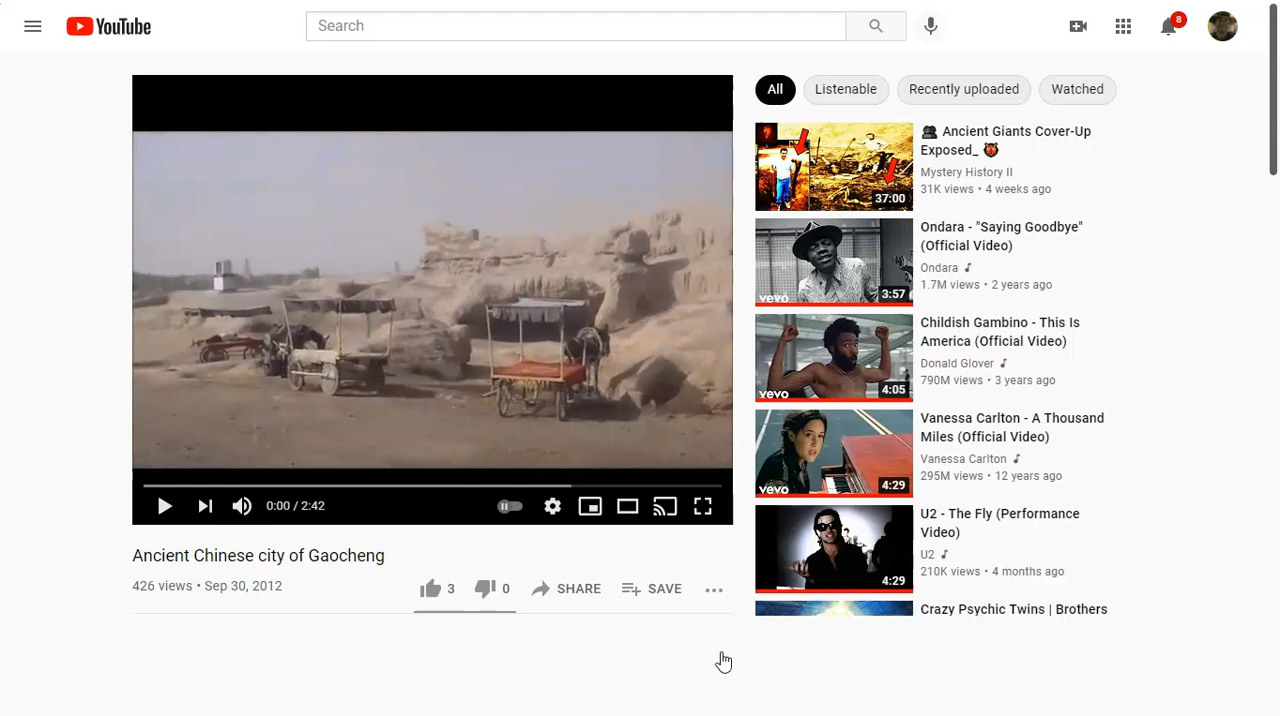 YouTube
Search
8
All
Listenable
Recently uploaded
Watched
37:00
👥 Ancient Giants Cover-Up
Exposed_ 🐯
Mystery History II
31K views • 4 weeks ago
vevo
3:57
Ondara - "Saying Goodbye"
(Official Video)
Ondara
1.7M views • 2 years ago
vevo
4:05
Childish Gambino - This Is
America (Official Video)
Donald Glover
790M views • 3 years ago
vevo
4:29
Vanessa Carlton - A Thousand
Miles (Official Video)
Vanessa Carlton
295M views • 12 years ago
vevo
4:29
U2 - The Fly (Performance
Video)
U2
210K views • 4 months ago
Crazy Psychic Twins | Brothers
0:00 / 2:42
Ancient Chinese city of Gaocheng
426 views • Sep 30, 2012
3
0
SHARE
SAVE